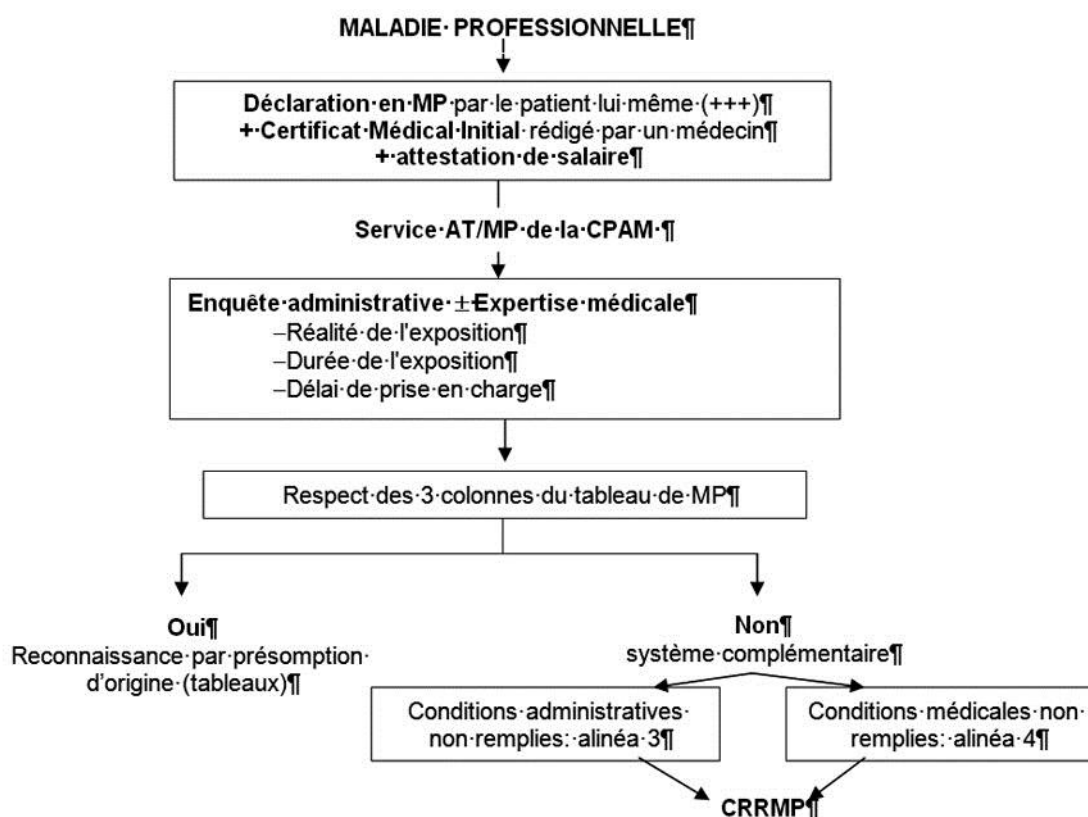 MALADIE·PROFESSIONNELLE¶
Déclaration·en·MP·par·le·patient·lui·même·(+++)¶
+·Certificat·Médical·Initial·rédigé·par·un·médecin¶
+·attestation·de·salaire¶
Service·AT/MP·de·la·CPAM·¶
Enquête·administrative·±·Expertise·médicale¶
–Réalité·de·l'exposition¶
–Durée·de·l'exposition¶
–Délai·de·prise·en·charge¶
Respect·des·3·colonnes·du·tableau·de·MP¶
Oui¶
Reconnaissance·par·présomption·
d'origine·(tableaux)¶
Non¶
système·complémentaire¶
Conditions·administratives·
non·remplies:·alinéa·3¶
Conditions·médicales·non·
remplies:·alinéa·4¶
CRRMP¶